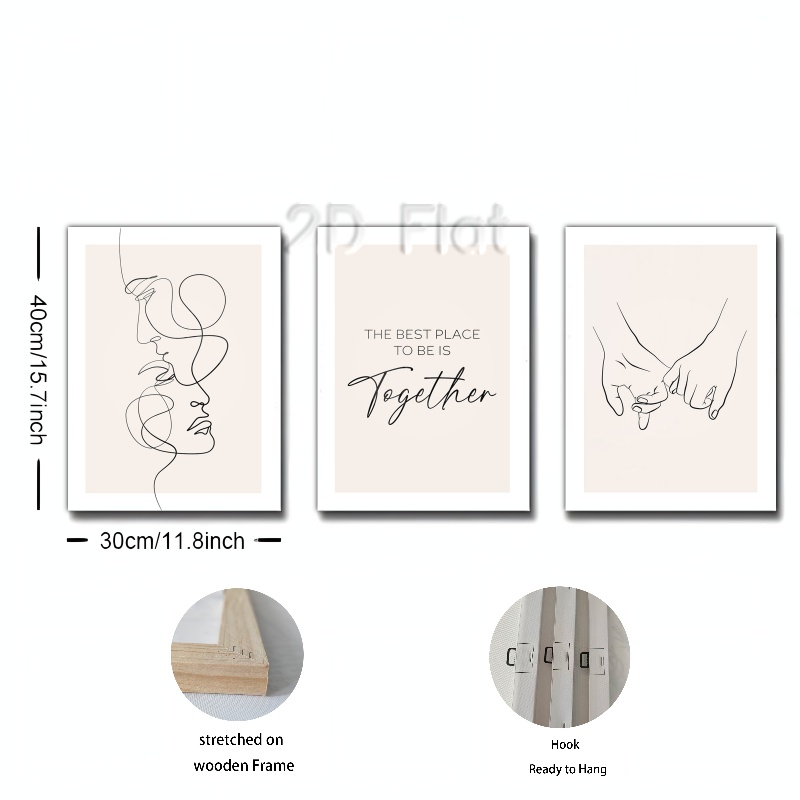 2D Flat
40cm/15.7inch
THE BEST PLACE
TO BE IS
Together
30cm/11.8inch
stretched on
wooden Frame
Hook
Ready to Hang